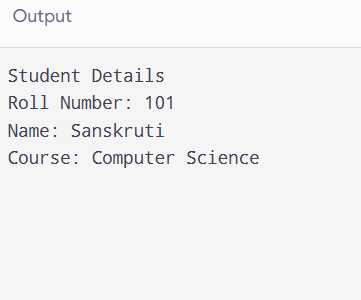 Output
Student Details
Roll Number: 101
Name: Sanskruti
Course: Computer Science